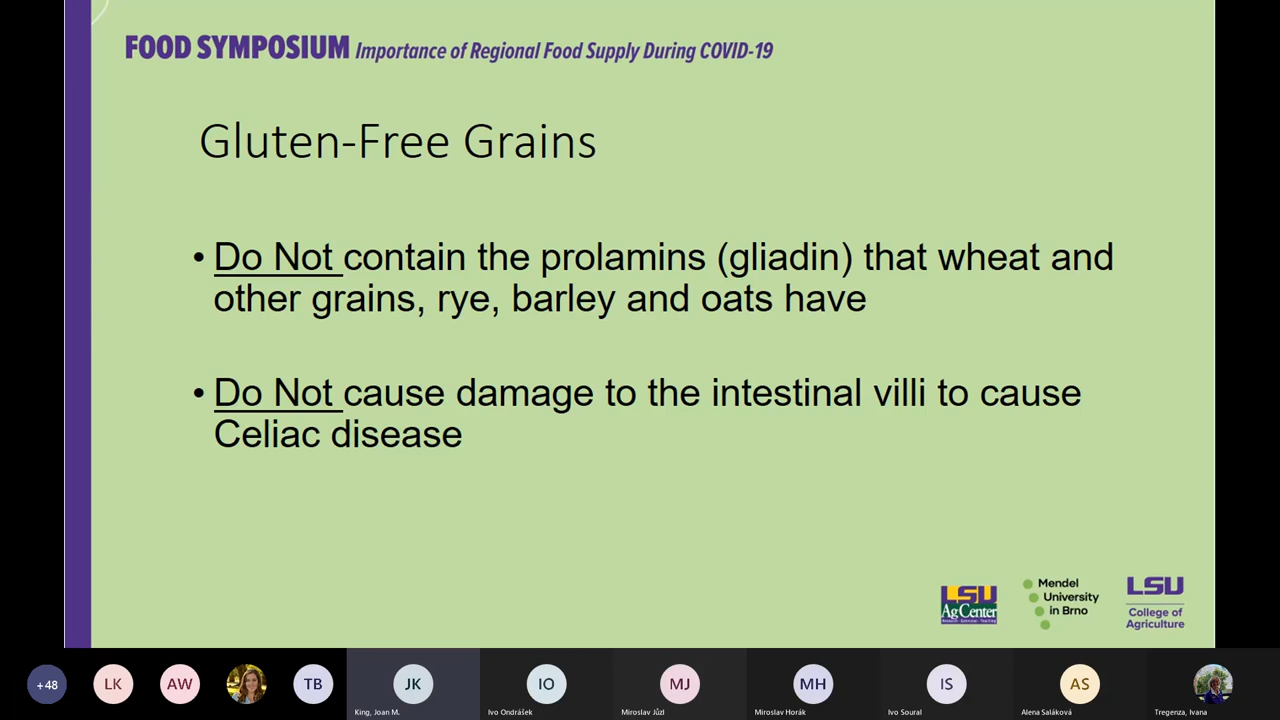 FOOD SYMPOSIUM Importance of Regional Food Supply During COVID-19
Gluten-Free Grains
• Do Not contain the prolamins (gliadin) that wheat and
other grains, rye, barley and oats have
• Do Not cause damage to the intestinal villi to cause
Celiac disease
LSU
AgCenter
Mendel
University
in Brno
LSU
College of
Agriculture
+48
LK
AW
TB
JK
King, Joan M.
IO
Ivo Ondrášek
MJ
Miroslav Jůzl
MH
Miroslav Horák
IS
Ivo Soural
AS
Alena Saláková
Tregenza, Ivana